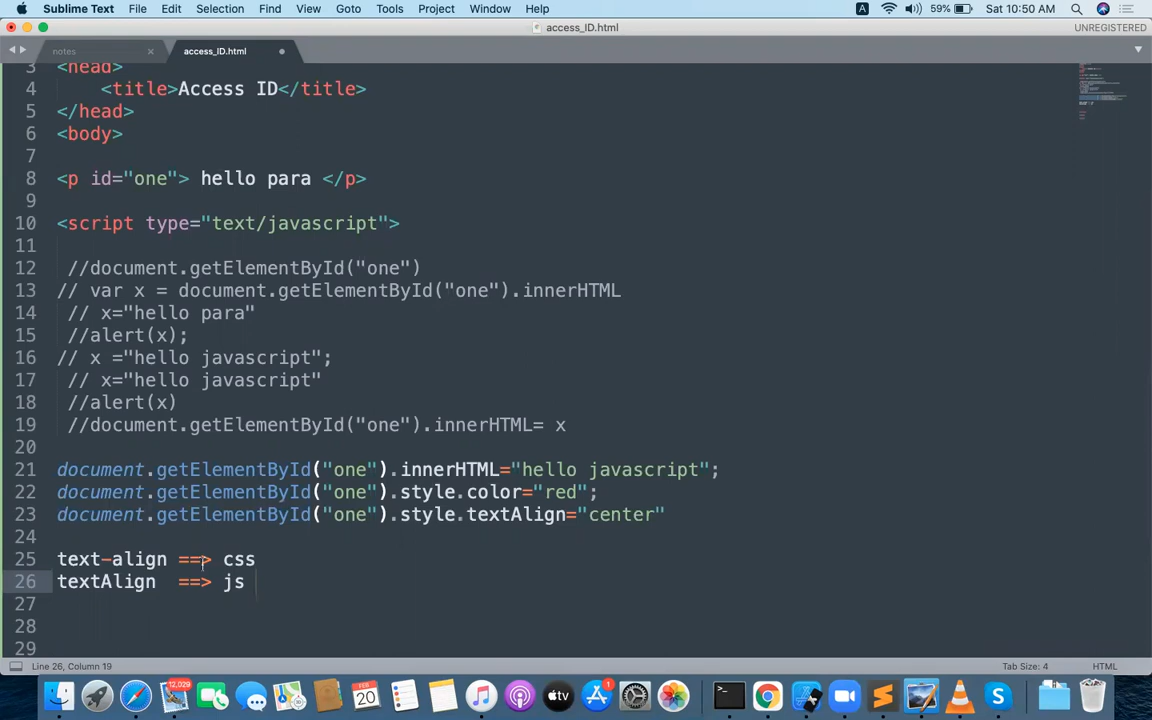 Sublime Text File Edit Selection Find View Goto Tools Project Window Help A 59% Sat 10:50 AM
access_ID.html UNREGISTERED
notes × access_ID.html
3 <head>
4 <title>Access ID</title>
5 </head>
6 <body>
7
8 <p id="one"> hello para </p>
9
10 <script type="text/javascript">
11
12 //document.getElementById("one")
13 // var x = document.getElementById("one").innerHTML
14 // x="hello para"
15 //alert(x);
16 // x ="hello javascript";
17 // x="hello javascript"
18 //alert(x)
19 //document.getElementById("one").innerHTML= x
20
21 document.getElementById("one").innerHTML="hello javascript";
22 document.getElementById("one").style.color="red";
23 document.getElementById("one").style.textAlign="center"
24
25 text-align ==> css
26 textAlign ==> js
27
28
29
Line 26, Column 19 Tab Size: 4 HTML
12,029 FEB 20 tv 1